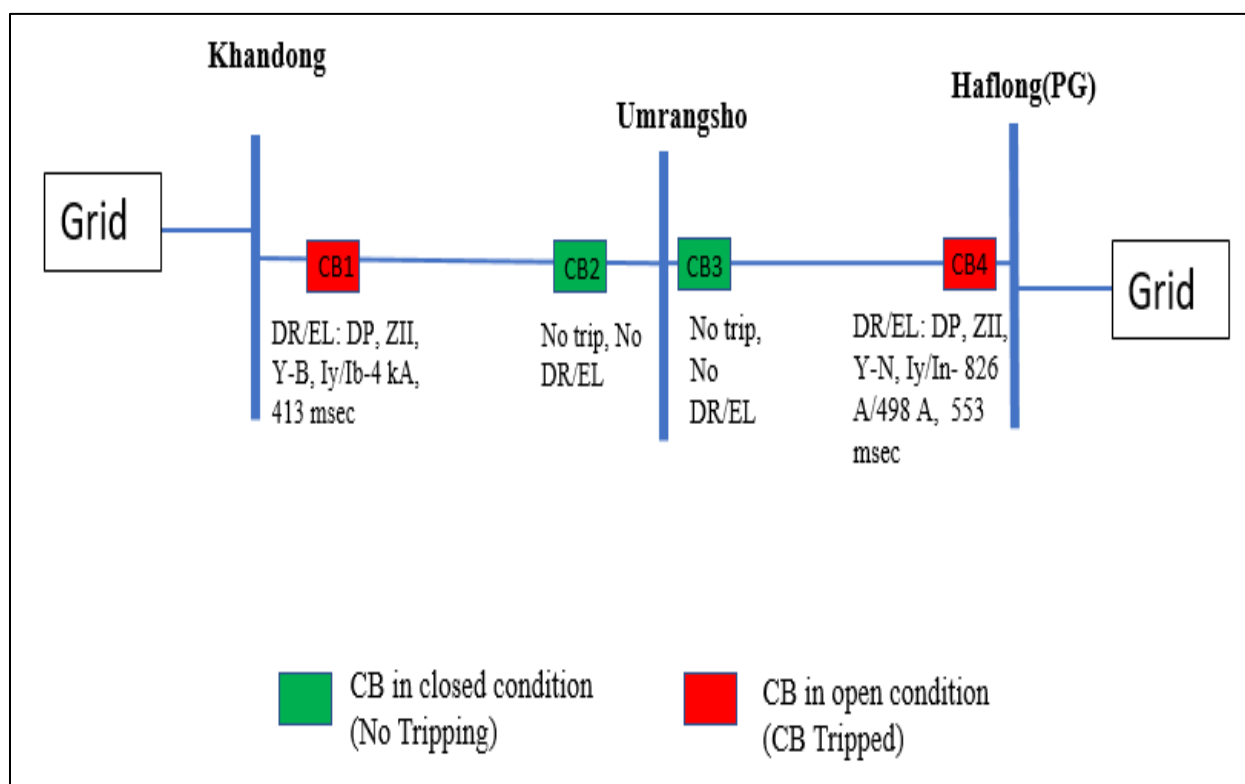 Khandong
Haflong(PG)
Umrangsho
Grid
CB1
CB2
CB3
CB4
Grid
DR/EL: DP, ZII,
Y-B, Iy/Ib-4 kA,
413 msec
No trip, No
DR/EL
No trip,
No
DR/EL
DR/EL: DP, ZII,
Y-N, Iy/In- 826
A/498 A, 553
msec
CB in closed condition
(No Tripping)
CB in open condition
(CB Tripped)